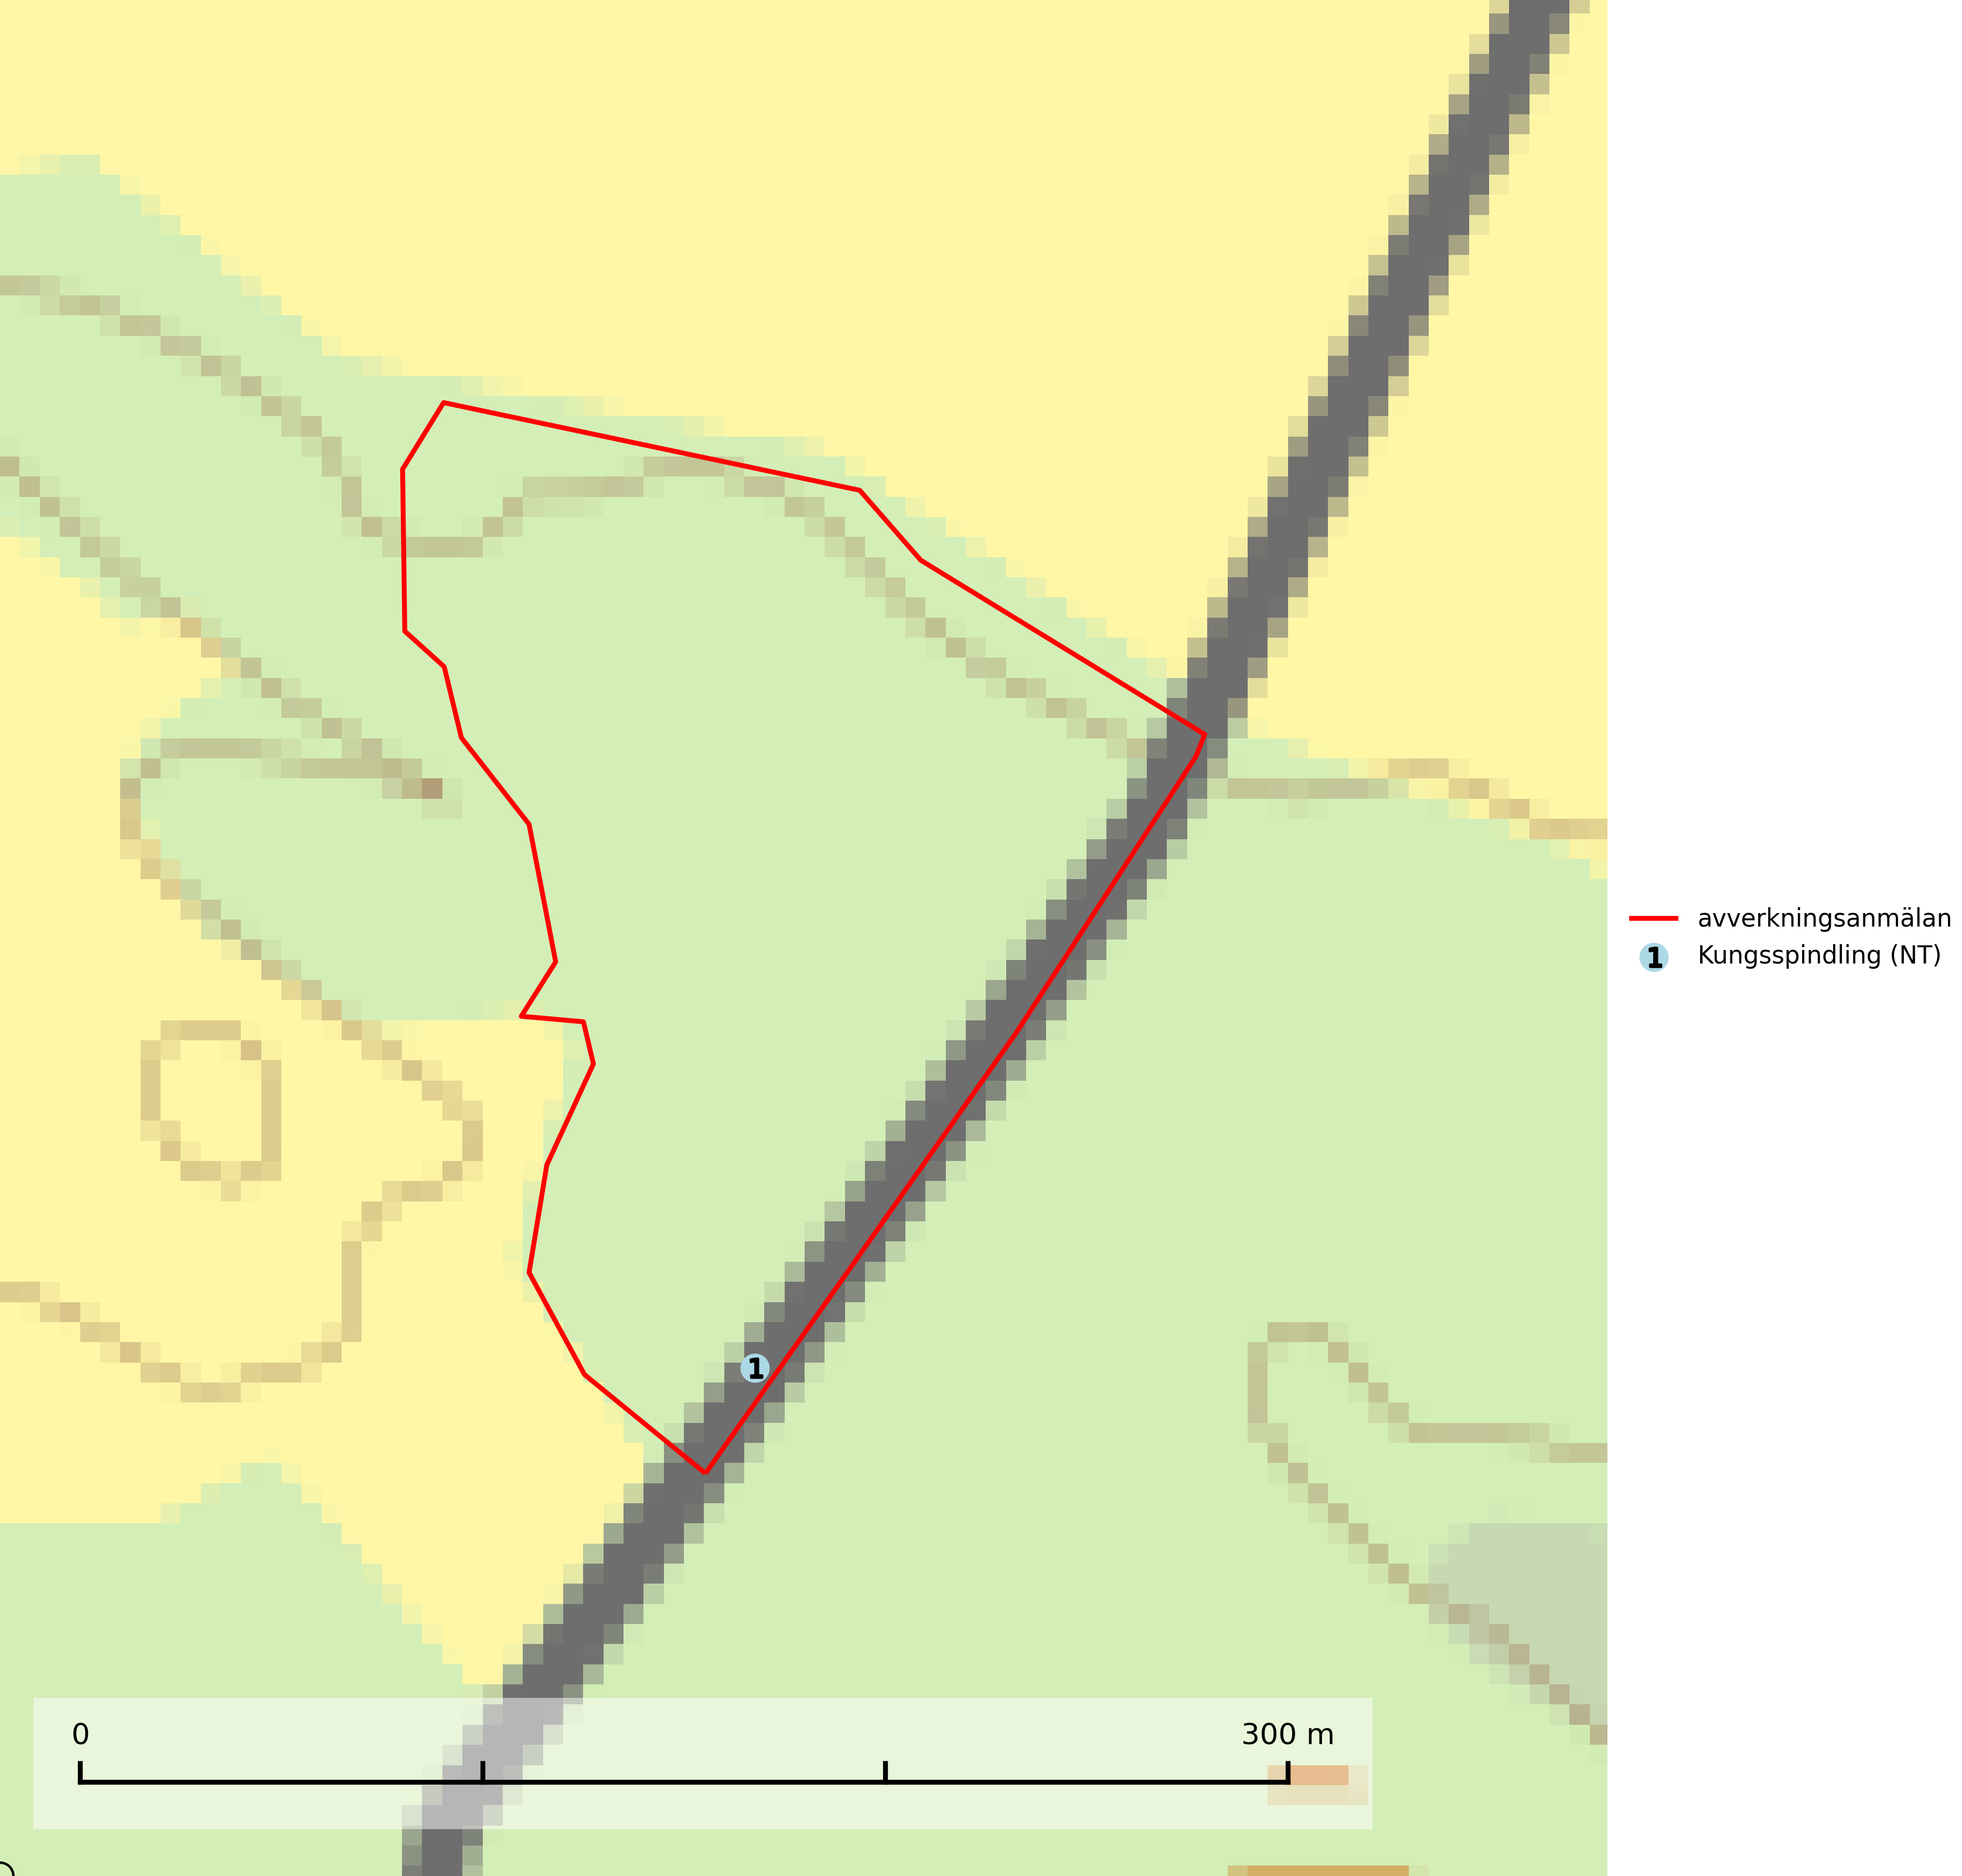 avverkningsanmälan
1 Kungsspindling (NT)
1
0 300 m